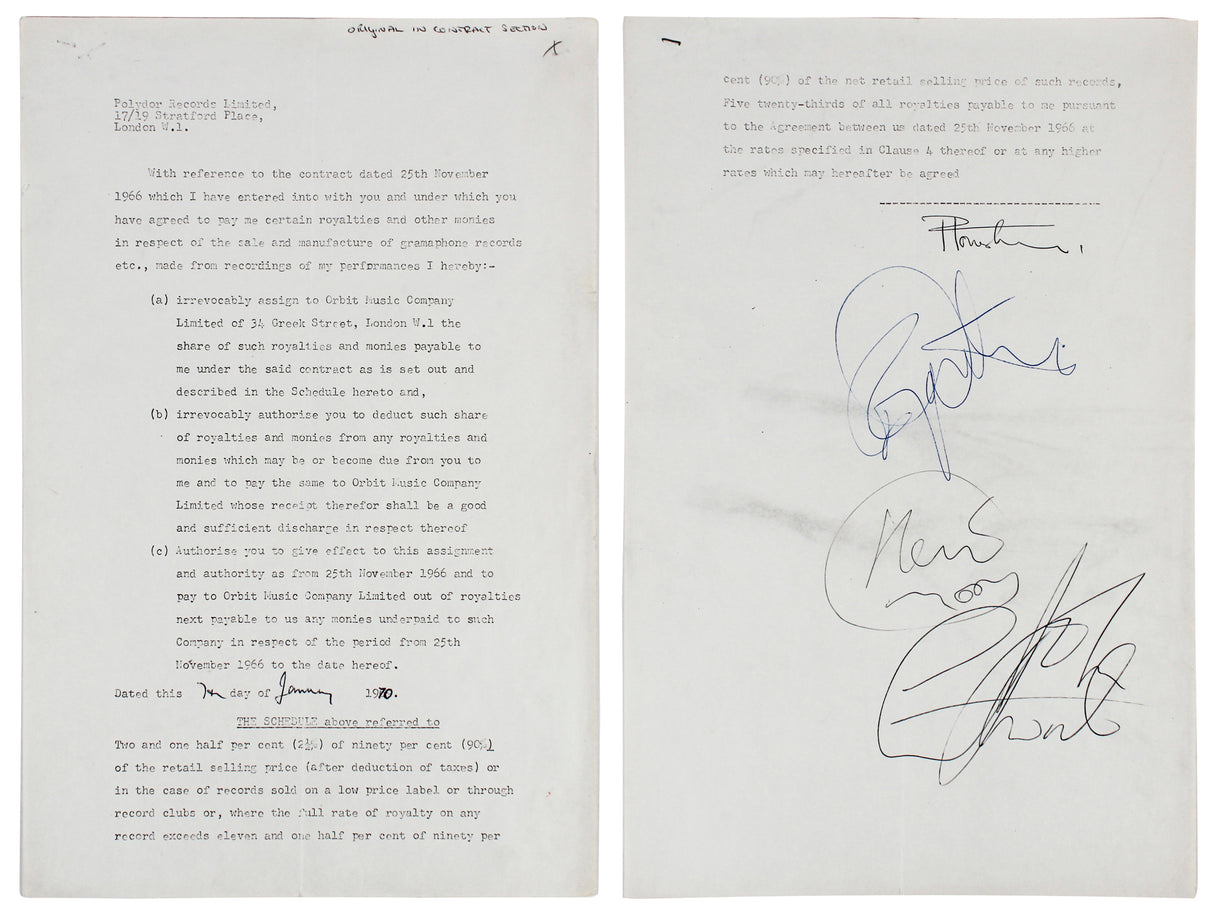 ORIGINAL IN CONTRACT SECTION
X
Polydor Records Limited,
17/19 Stratford Place,
London W.1.
With reference to the contract dated 25th November
1966 which I have entered into with you and under which you
have agreed to pay me certain royalties and other monies
in respect of the sale and manufacture of gramaphone records
etc., made from recordings of my performances I hereby:-
(a) irrevocably assign to Orbit Music Company
Limited of 34 Greek Street, London W.1 the
share of such royalties and monies payable to
me under the said contract as is set out and
described in the Schedule hereto and,
(b) irrevocably authorise you to deduct such share
of royalties and monies from any royalties and
monies which may be or become due from you to
me and to pay the same to Orbit Music Company
Limited whose receipt therefor shall be a good
and sufficient discharge in respect thereof
(c) Authorise you to give effect to this assignment
and authority as from 25th November 1966 and to
pay to Orbit Music Company Limited out of royalties
next payable to us any monies underpaid to such
Company in respect of the period from 25th
November 1966 to the date hereof.
Dated this 7th day of January 1970.
THE SCHEDULE above referred to
Two and one half per cent (2½%) of ninety per cent (90%)
of the retail selling price (after deduction of taxes) or
in the case of records sold on a low price label or through
record clubs or, where the full rate of royalty on any
record exceeds eleven and one half per cent of ninety per
cent (90%) of the net retail selling price of such records,
Five twenty-thirds of all royalties payable to me pursuant
to the Agreement between us dated 25th November 1966 at
the rates specified in Clause 4 thereof or at any higher
rates which may hereafter be agreed
Keith
Moon